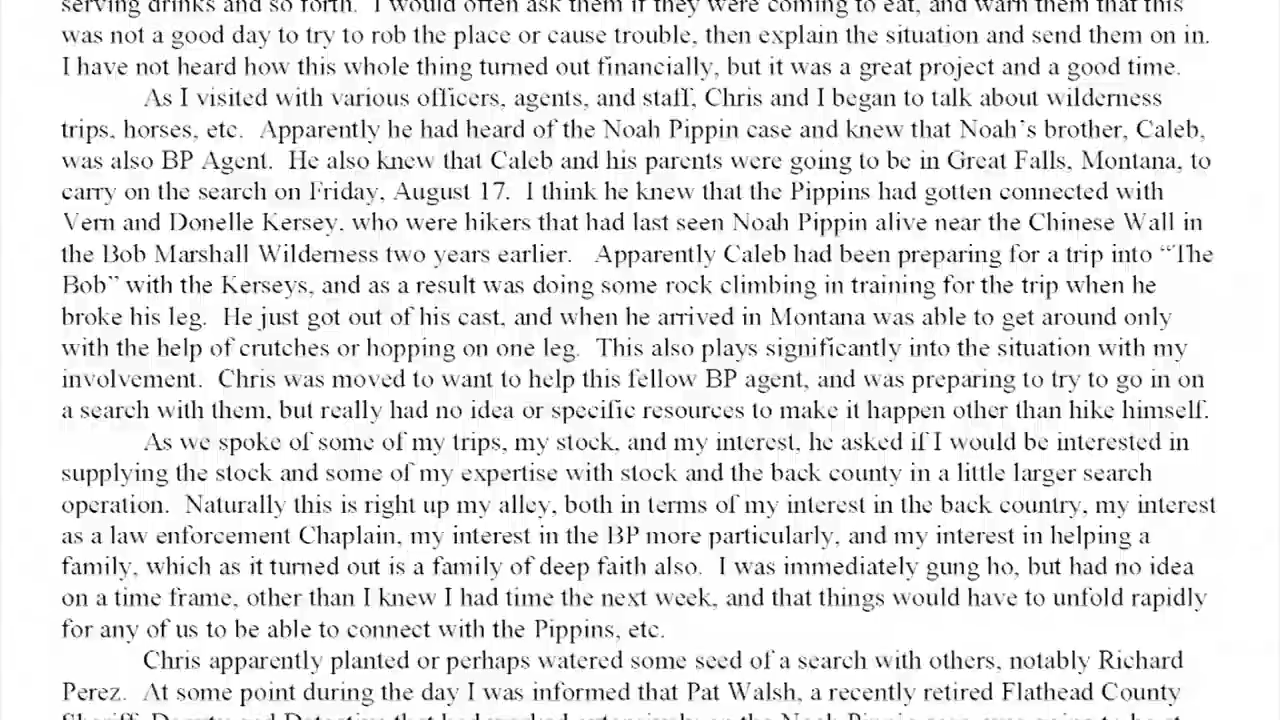 serving drinks and so forth. I would often ask them if they were coming to eat, and warn them that this
was not a good day to try to rob the place or cause trouble, then explain the situation and send them on in.
I have not heard how this whole thing turned out financially, but it was a great project and a good time.
As I visited with various officers, agents, and staff, Chris and I began to talk about wilderness
trips, horses, etc. Apparently he had heard of the Noah Pippin case and knew that Noah's brother, Caleb,
was also BP Agent. He also knew that Caleb and his parents were going to be in Great Falls, Montana, to
carry on the search on Friday, August 17. I think he knew that the Pippins had gotten connected with
Vern and Donelle Kersey, who were hikers that had last seen Noah Pippin alive near the Chinese Wall in
the Bob Marshall Wilderness two years earlier. Apparently Caleb had been preparing for a trip into “The
Bob” with the Kerseys, and as a result was doing some rock climbing in training for the trip when he
broke his leg. He just got out of his cast, and when he arrived in Montana was able to get around only
with the help of crutches or hopping on one leg. This also plays significantly into the situation with my
involvement. Chris was moved to want to help this fellow BP agent, and was preparing to try to go in on
a search with them, but really had no idea or specific resources to make it happen other than hike himself.
As we spoke of some of my trips, my stock, and my interest, he asked if I would be interested in
supplying the stock and some of my expertise with stock and the back county in a little larger search
operation. Naturally this is right up my alley, both in terms of my interest in the back country, my interest
as a law enforcement Chaplain, my interest in the BP more particularly, and my interest in helping a
family, which as it turned out is a family of deep faith also. I was immediately gung ho, but had no idea
on a time frame, other than I knew I had time the next week, and that things would have to unfold rapidly
for any of us to be able to connect with the Pippins, etc.
Chris apparently planted or perhaps watered some seed of a search with others, notably Richard
Perez. At some point during the day I was informed that Pat Walsh, a recently retired Flathead County